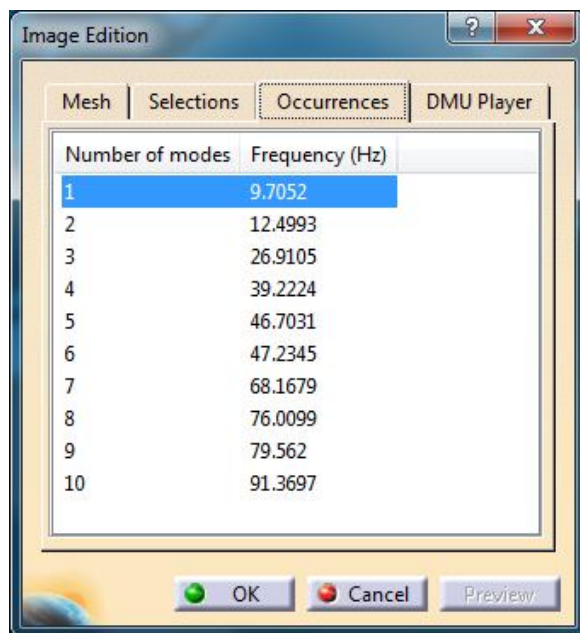 Image Edition
? X
Mesh Selections Occurrences DMU Player
Number of modes Frequency (Hz)
1 9.7052
2 12.4993
3 26.9105
4 39.2224
5 46.7031
6 47.2345
7 68.1679
8 76.0099
9 79.562
10 91.3697
OK Cancel Preview